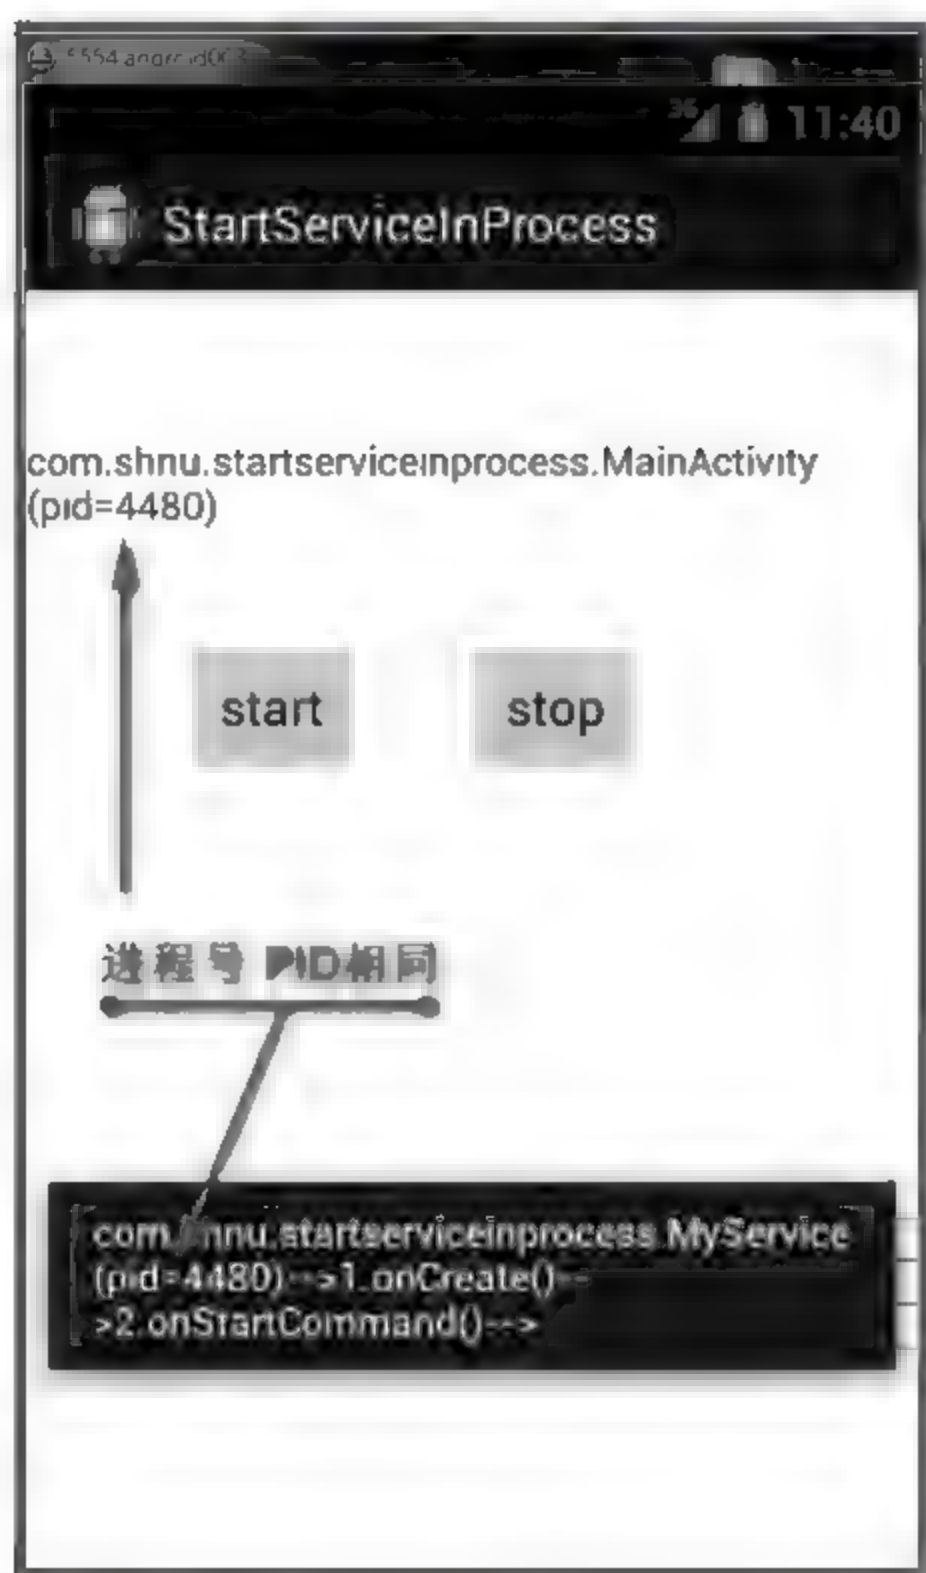 11:40
StartServiceInProcess
com.shnu.startserviceinprocess.MainActivity
(pid=4480)
start
stop
进程号 PID相同
com.shnu.startserviceinprocess.MyService
(pid=4480)-->1.onCreate()--
>2.onStartCommand()-->